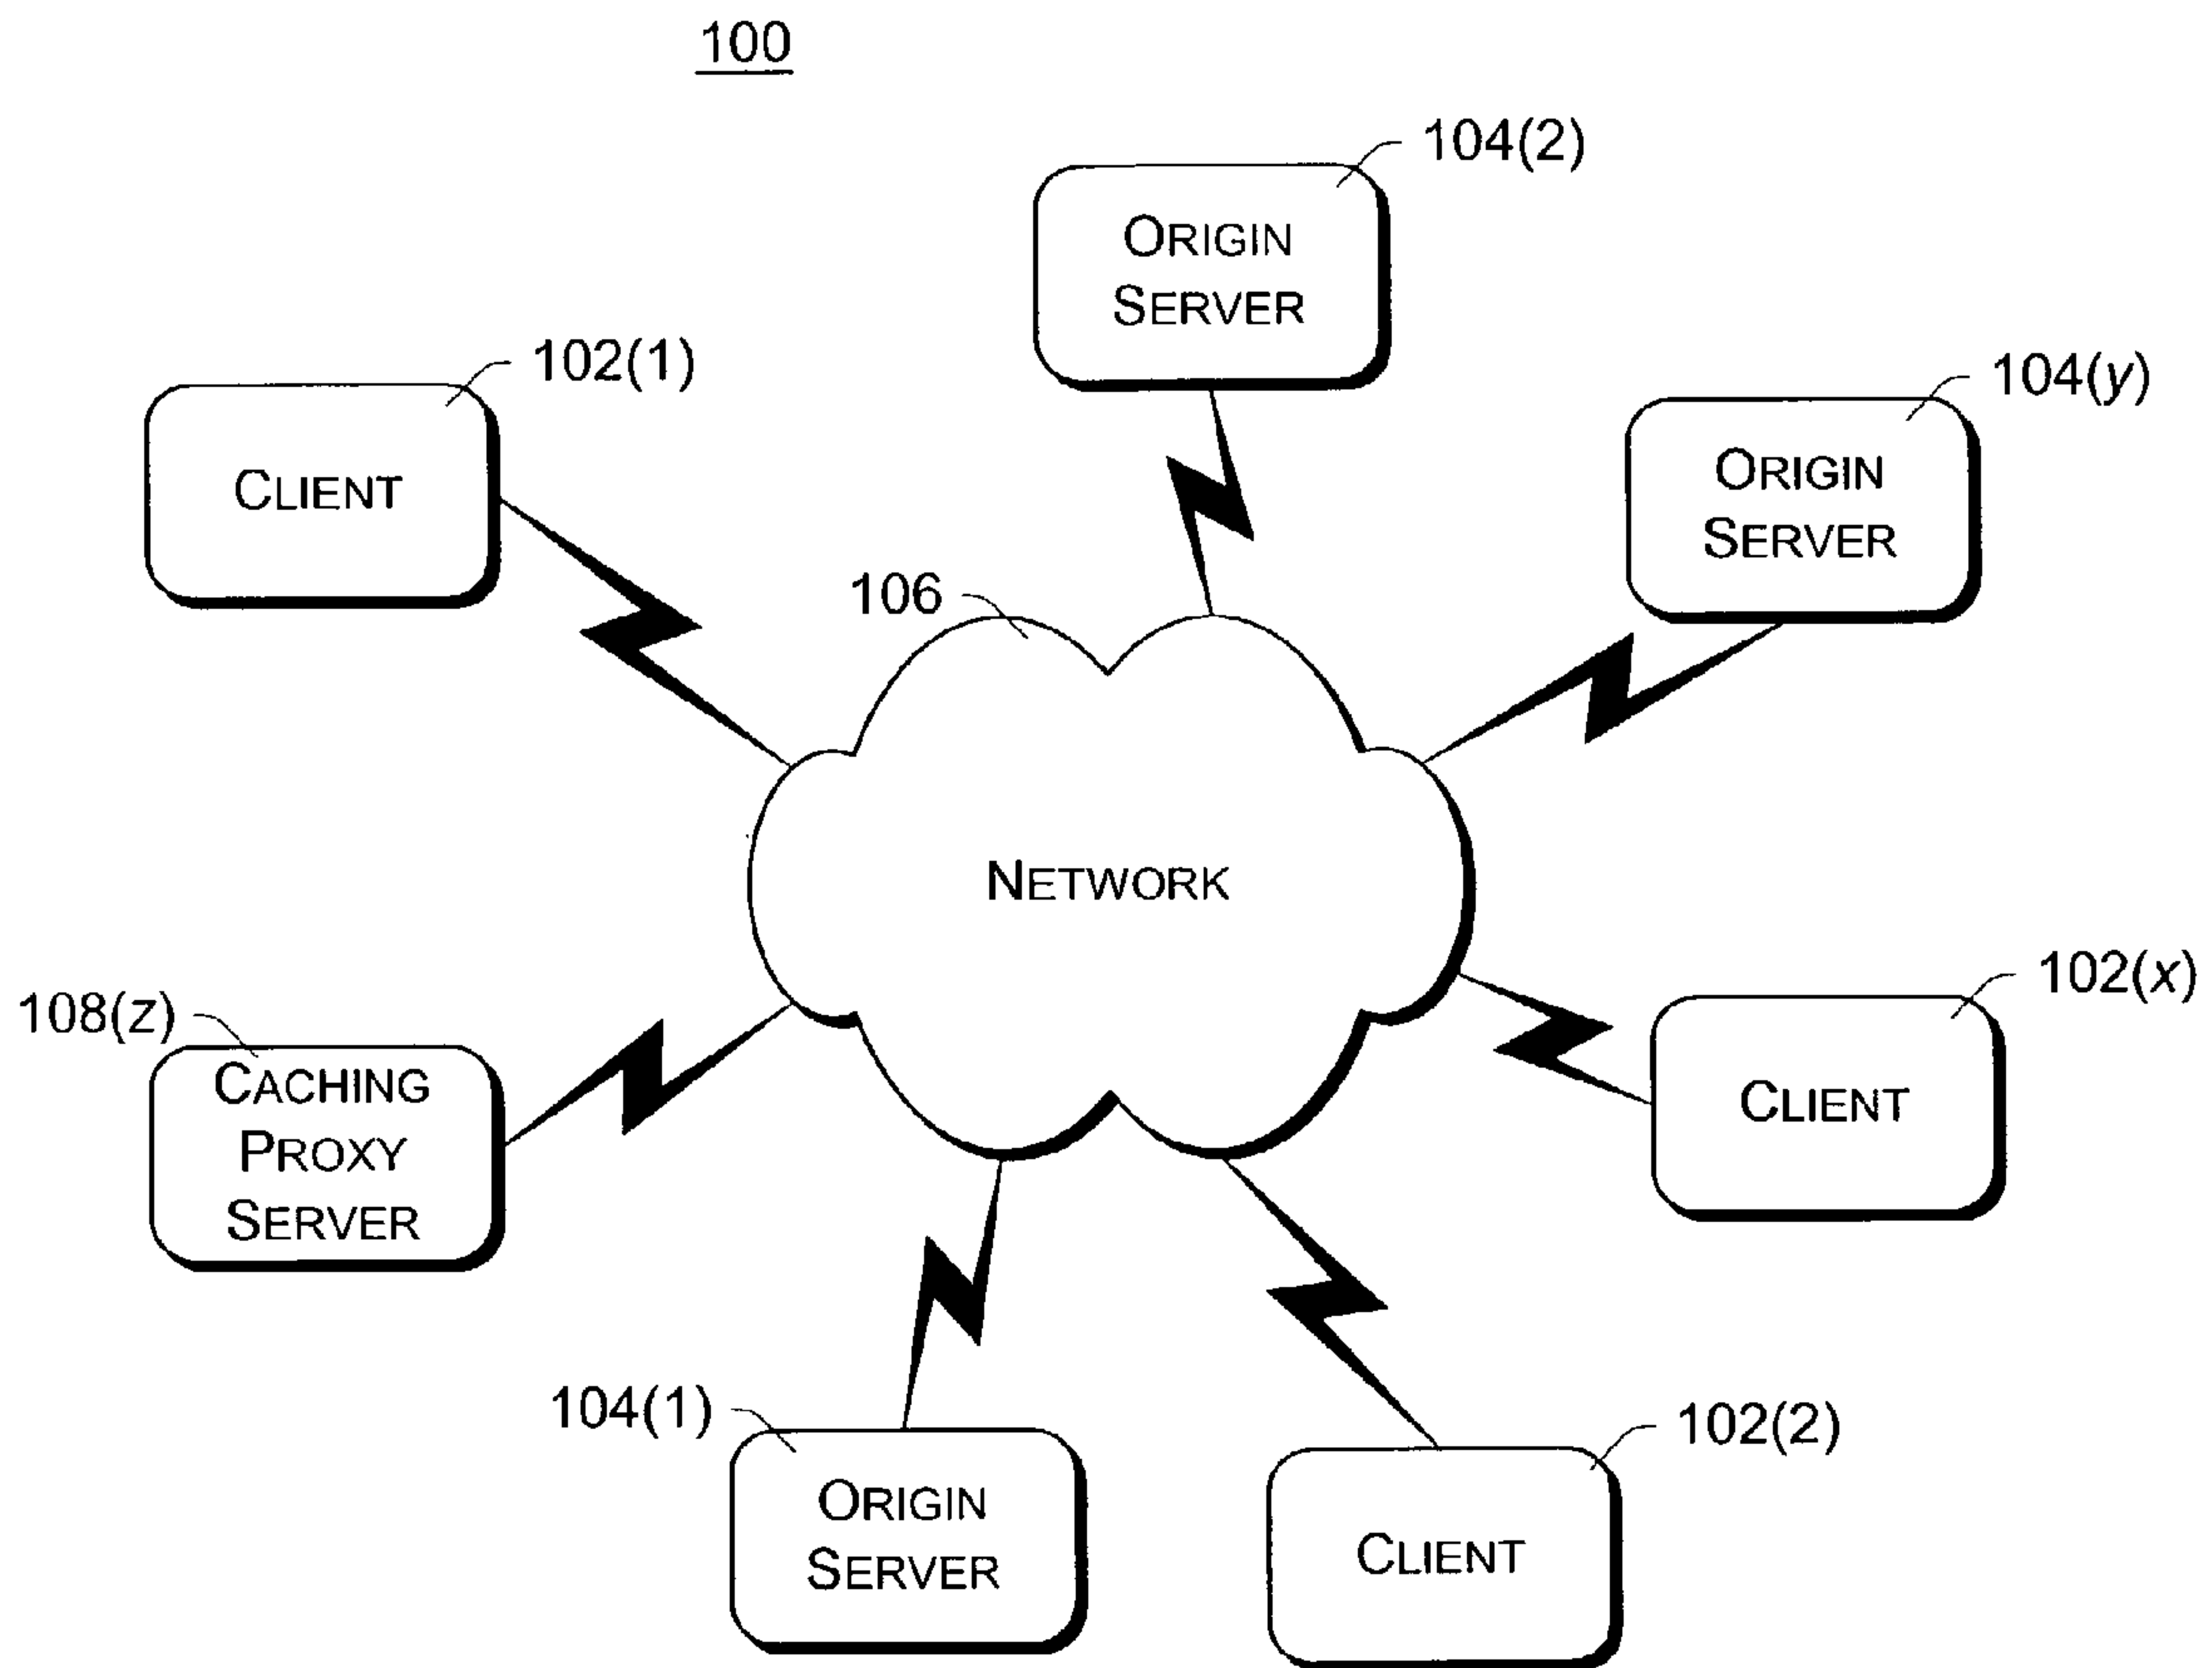 100
104(2)
ORIGIN
SERVER
104(y)
ORIGIN
SERVER
102(1)
CLIENT
106
NETWORK
102(x)
CLIENT
108(z)
CACHING
PROXY
SERVER
104(1)
ORIGIN
SERVER
102(2)
CLIENT